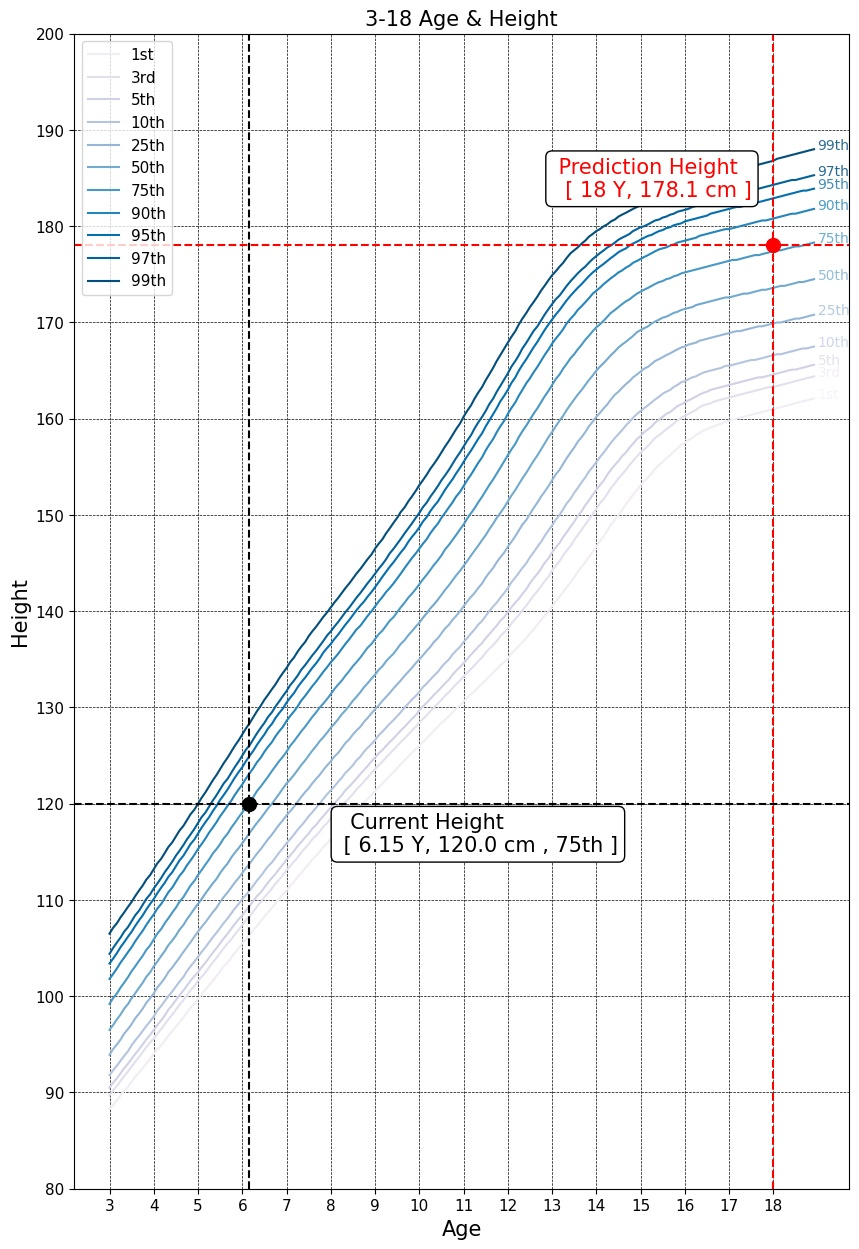 3-18 Age & Height
200
190
180
170
160
150
140
130
120
110
100
90
80
Height
1st
3rd
5th
10th
25th
50th
75th
90th
95th
97th
99th
Prediction Height
[ 18 Y, 178.1 cm ]
99th
97th
95th
90th
75th
50th
25th
10th
5th
3rd
1st
Current Height
[ 6.15 Y, 120.0 cm , 75th ]
3 4 5 6 7 8 9 10 11 12 13 14 15 16 17 18
Age